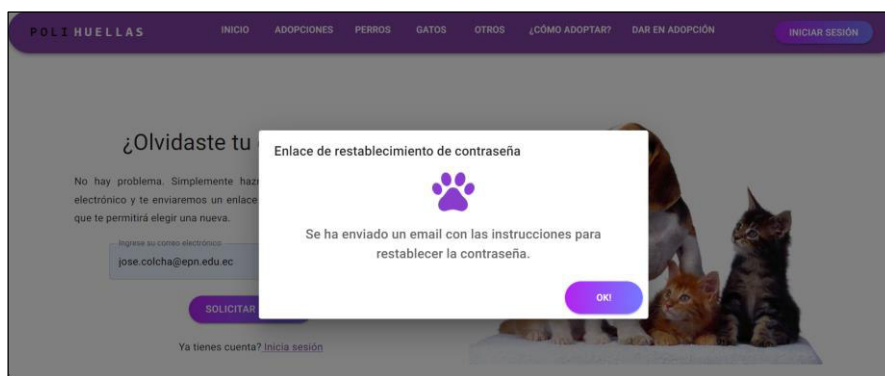 POLI HUELLAS INICIO ADOPCIONES PERROS GATOS OTROS ¿CÓMO ADOPTAR? DAR EN ADOPCIÓN INICIAR SESIÓN
¿Olvidaste tu
Enlace de restablecimiento de contraseña
No hay problema. Simplemente
electrónico y te enviaremos un enlace
que te permitirá elegir una nueva.
Se ha enviado un email con las instrucciones para
restablecer la contraseña.
Ingrese su correo electrónico
jose.colcha@epn.edu.ec
OK!
SOLICITAR
Ya tienes cuenta? Inicia sesión